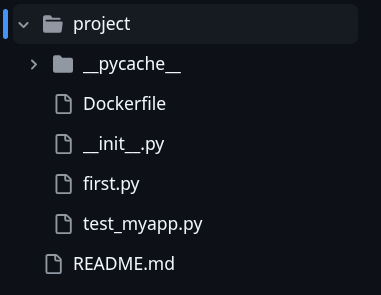 project
__pycache__
Dockerfile
__init__.py
first.py
test_myapp.py
README.md